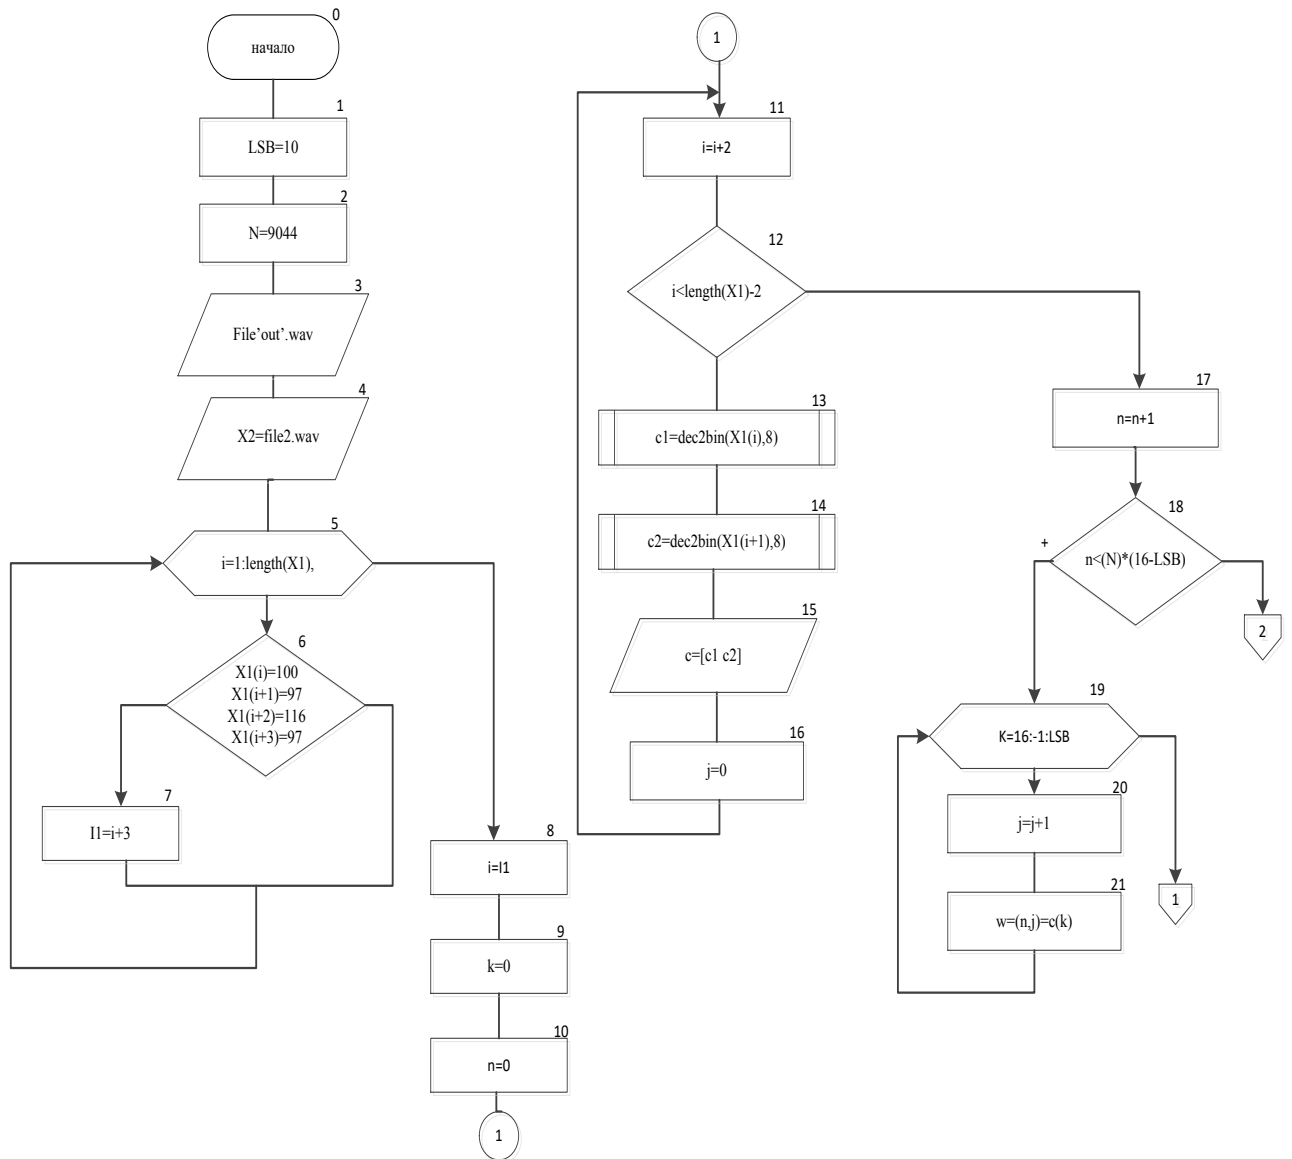 0
начало
1
LSB=10
2
N=9044
3
File’out’.wav
4
X2=file2.wav
5
i=1:length(X1),
6
X1(i)=100
X1(i+1)=97
X1(i+2)=116
X1(i+3)=97
7
I1=i+3
8
i=I1
9
k=0
10
n=0
1
1
11
i=i+2
12
i<length(X1)-2
13
c1=dec2bin(X1(i),8)
14
c2=dec2bin(X1(i+1),8)
15
c=[c1 c2]
16
j=0
17
n=n+1
18
+
n<(N)*(16-LSB)
2
19
K=16:-1:LSB
20
j=j+1
21
w=(n,j)=c(k)
1